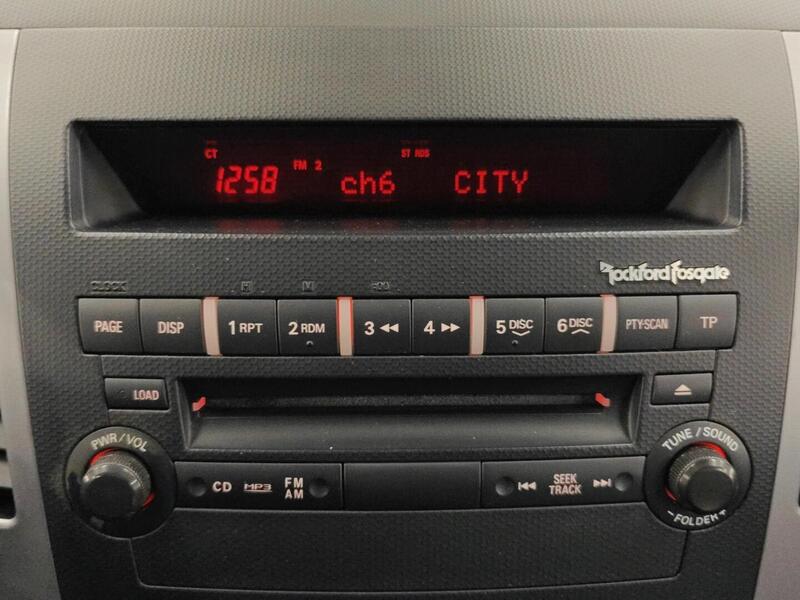 CT
FM 2
ST RDS
1258
ch6
CITY
Rockford Fosgate
CLOCK
H
M
PAGE
DISP
1 RPT
2 RDM
3 ◄◄
4 ►►
5 DISC
6 DISC
PTY·SCAN
TP
LOAD
PWR/VOL
TUNE/SOUND
CD
MP3
FM
AM
SEEK
TRACK
-FOLDER+